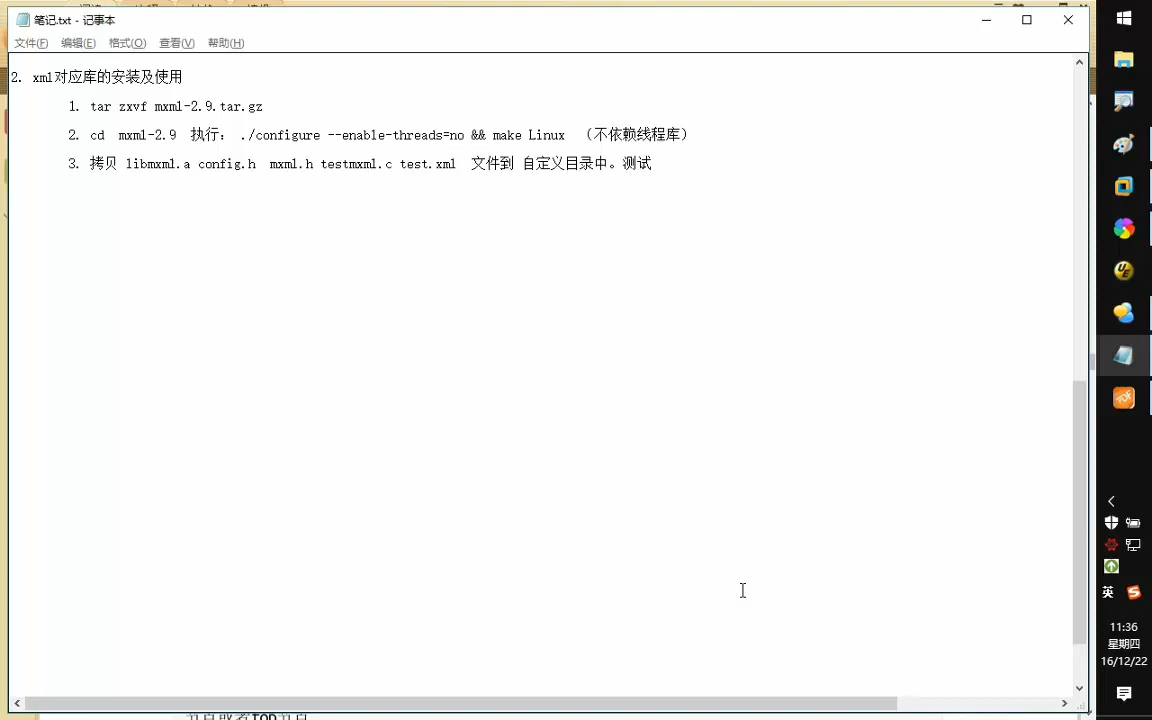 笔记.txt - 记事本
文件(F) 编辑(E) 格式(O) 查看(V) 帮助(H)
2. xml对应库的安装及使用
1. tar zxvf mxml-2.9.tar.gz
2. cd mxml-2.9 执行: ./configure --enable-threads=no && make Linux （不依赖线程库）
3. 拷贝 libmxml.a config.h mxml.h testmxml.c test.xml 文件到 自定义目录中。测试
英
11:36
星期四
16/12/22